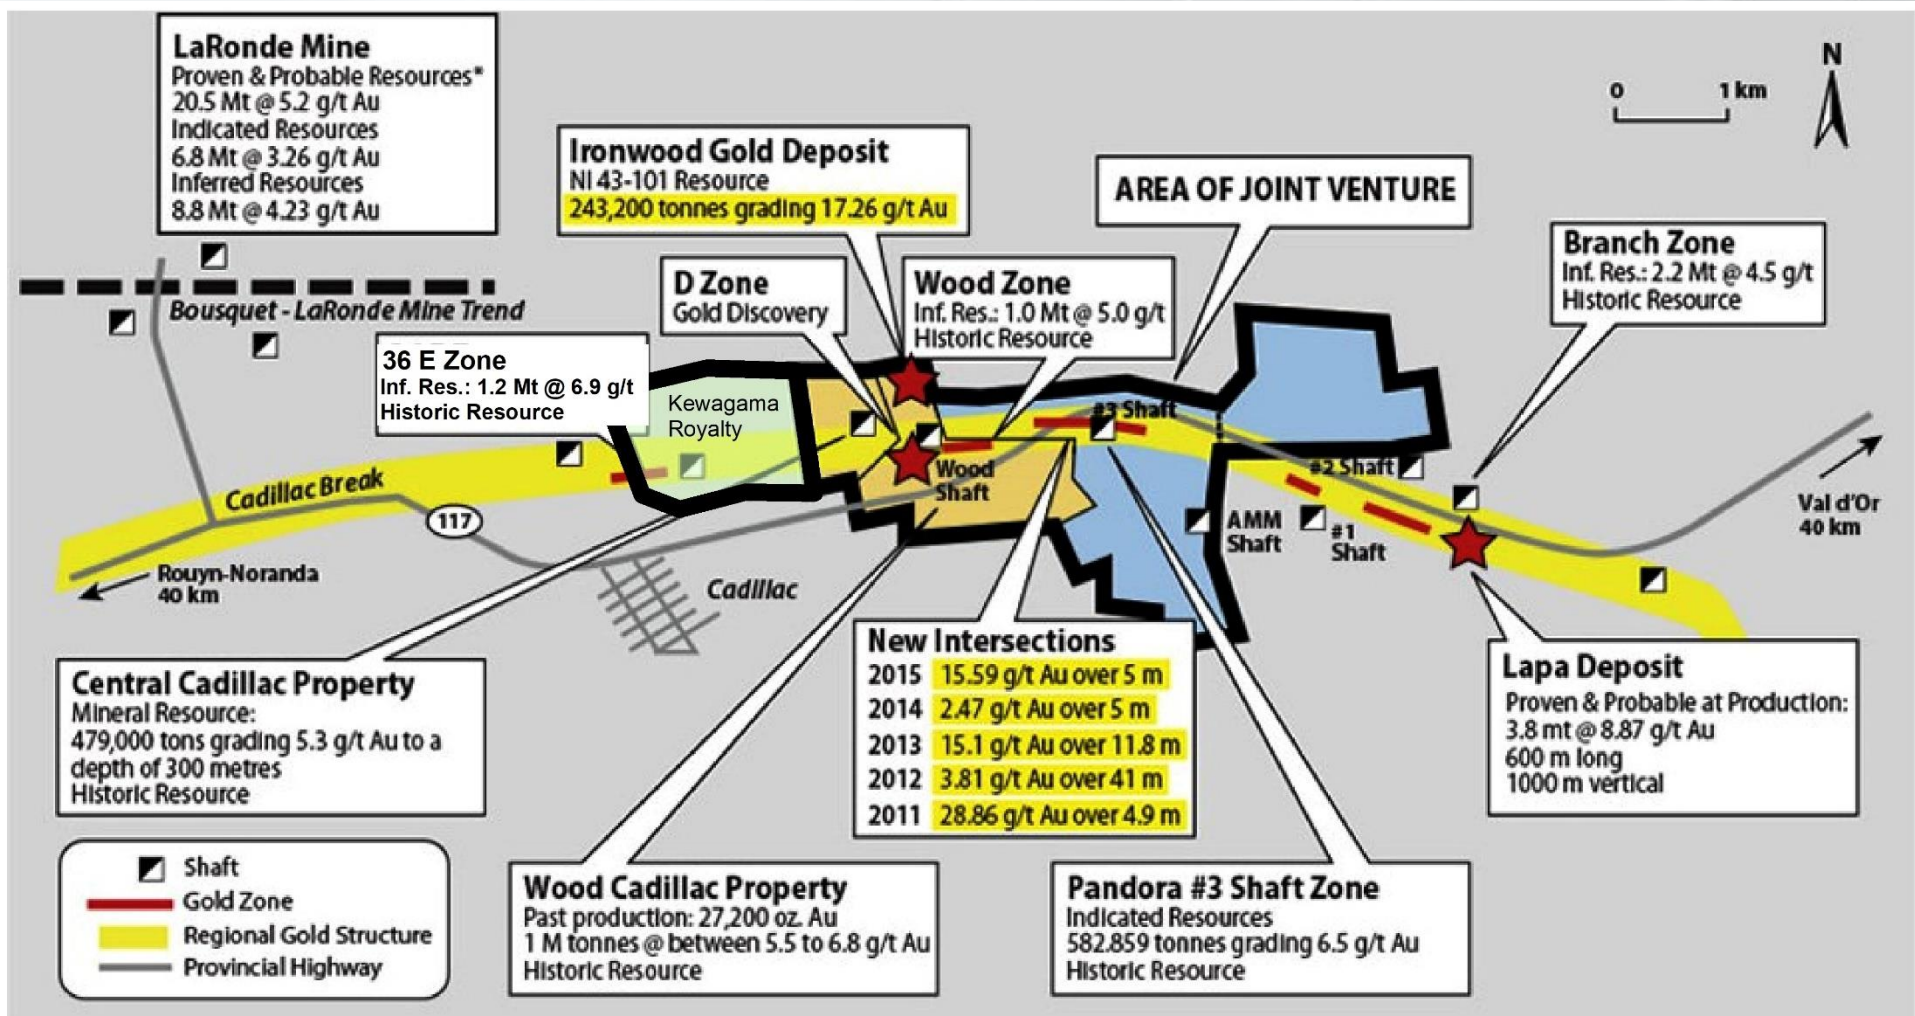 LaRonde Mine
Proven & Probable Resources*
20.5 Mt @ 5.2 g/t Au
Indicated Resources
6.8 Mt @ 3.26 g/t Au
Inferred Resources
8.8 Mt @ 4.23 g/t Au
Bousquet - LaRonde Mine Trend
Ironwood Gold Deposit
NI 43-101 Resource
243,200 tonnes grading 17.26 g/t Au
AREA OF JOINT VENTURE
0 1 km
N
D Zone
Gold Discovery
Wood Zone
Inf. Res.: 1.0 Mt @ 5.0 g/t
Historic Resource
Branch Zone
Inf. Res.: 2.2 Mt @ 4.5 g/t
Historic Resource
36 E Zone
Inf. Res.: 1.2 Mt @ 6.9 g/t
Historic Resource
Kewagama
Royalty
#3 Shaft
Wood
Shaft
#2 Shaft
AMM
Shaft
#1
Shaft
Val d'Or
40 km
Cadillac Break
117
Rouyn-Noranda
40 km
Cadillac
Central Cadillac Property
Mineral Resource:
479,000 tons grading 5.3 g/t Au to a
depth of 300 metres
Historic Resource
New Intersections
2015 15.59 g/t Au over 5 m
2014 2.47 g/t Au over 5 m
2013 15.1 g/t Au over 11.8 m
2012 3.81 g/t Au over 41 m
2011 28.86 g/t Au over 4.9 m
Lapa Deposit
Proven & Probable at Production:
3.8 mt @ 8.87 g/t Au
600 m long
1000 m vertical
Shaft
Gold Zone
Regional Gold Structure
Provincial Highway
Wood Cadillac Property
Past production: 27,200 oz. Au
1 M tonnes @ between 5.5 to 6.8 g/t Au
Historic Resource
Pandora #3 Shaft Zone
Indicated Resources
582.859 tonnes grading 6.5 g/t Au
Historic Resource